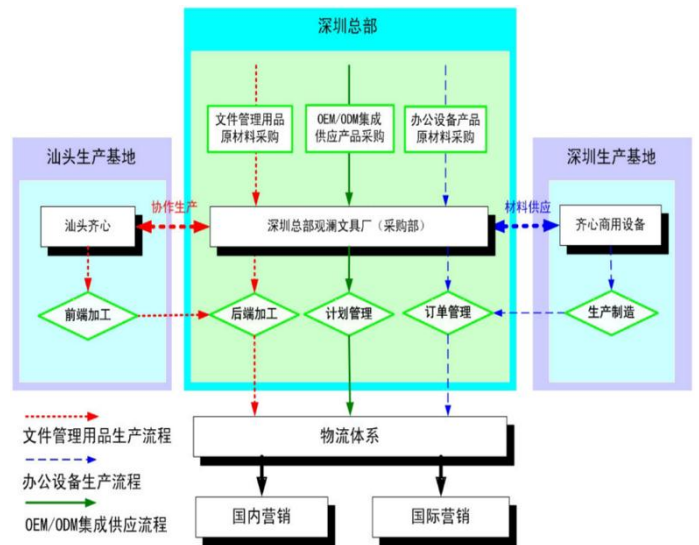 深圳总部
文件管理用品
原材料采购
OEM/ODM集成
供应产品采购
办公设备产品
原材料采购
汕头生产基地
深圳生产基地
汕头齐心
协作生产
深圳总部观澜文具厂（采购部）
材料供应
齐心商用设备
前端加工
后端加工
计划管理
订单管理
生产制造
物流体系
国内营销
国际营销
文件管理用品生产流程
办公设备生产流程
OEM/ODM集成供应流程